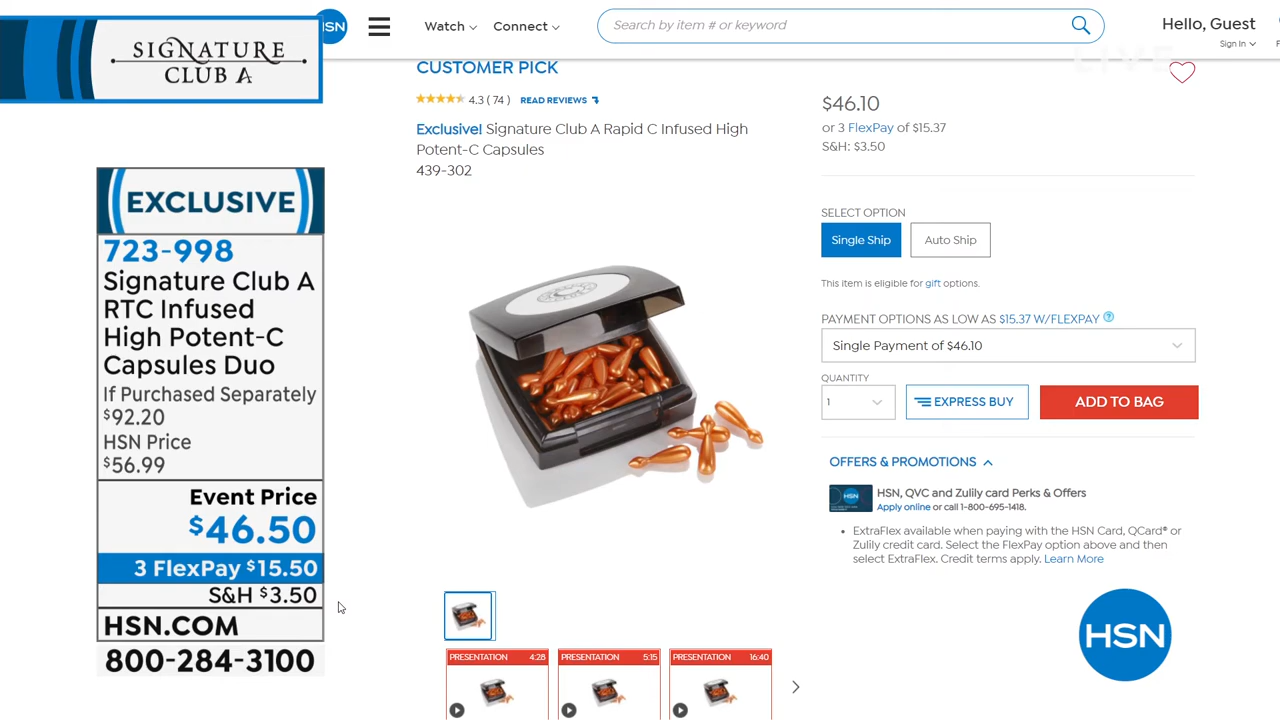 SIGNATURE
CLUB A
HSN
Watch
Connect
Search by item # or keyword
Hello, Guest
Sign In
LIVE
EXCLUSIVE
723-998
Signature Club A
RTC Infused
High Potent-C
Capsules Duo
If Purchased Separately
$92.20
HSN Price
$56.99
Event Price
$46.50
3 FlexPay $15.50
S&H $3.50
HSN.COM
800-284-3100
CUSTOMER PICK
4.3 ( 74 ) READ REVIEWS
Exclusive! Signature Club A Rapid C Infused High
Potent-C Capsules
439-302
PRESENTATION 4:28
PRESENTATION 5:15
PRESENTATION 16:40
$46.10
or 3 FlexPay of $15.37
S&H: $3.50
SELECT OPTION
Single Ship
Auto Ship
This item is eligible for gift options.
PAYMENT OPTIONS AS LOW AS $15.37 W/FLEXPAY ?
Single Payment of $46.10
QUANTITY
1
EXPRESS BUY
ADD TO BAG
OFFERS & PROMOTIONS
HSN
HSN, QVC and Zulily card Perks & Offers
Apply online or call 1-800-695-1418.
• ExtraFlex available when paying with the HSN Card, QCard® or
Zulily credit card. Select the FlexPay option above and then
select ExtraFlex. Credit terms apply. Learn More
HSN